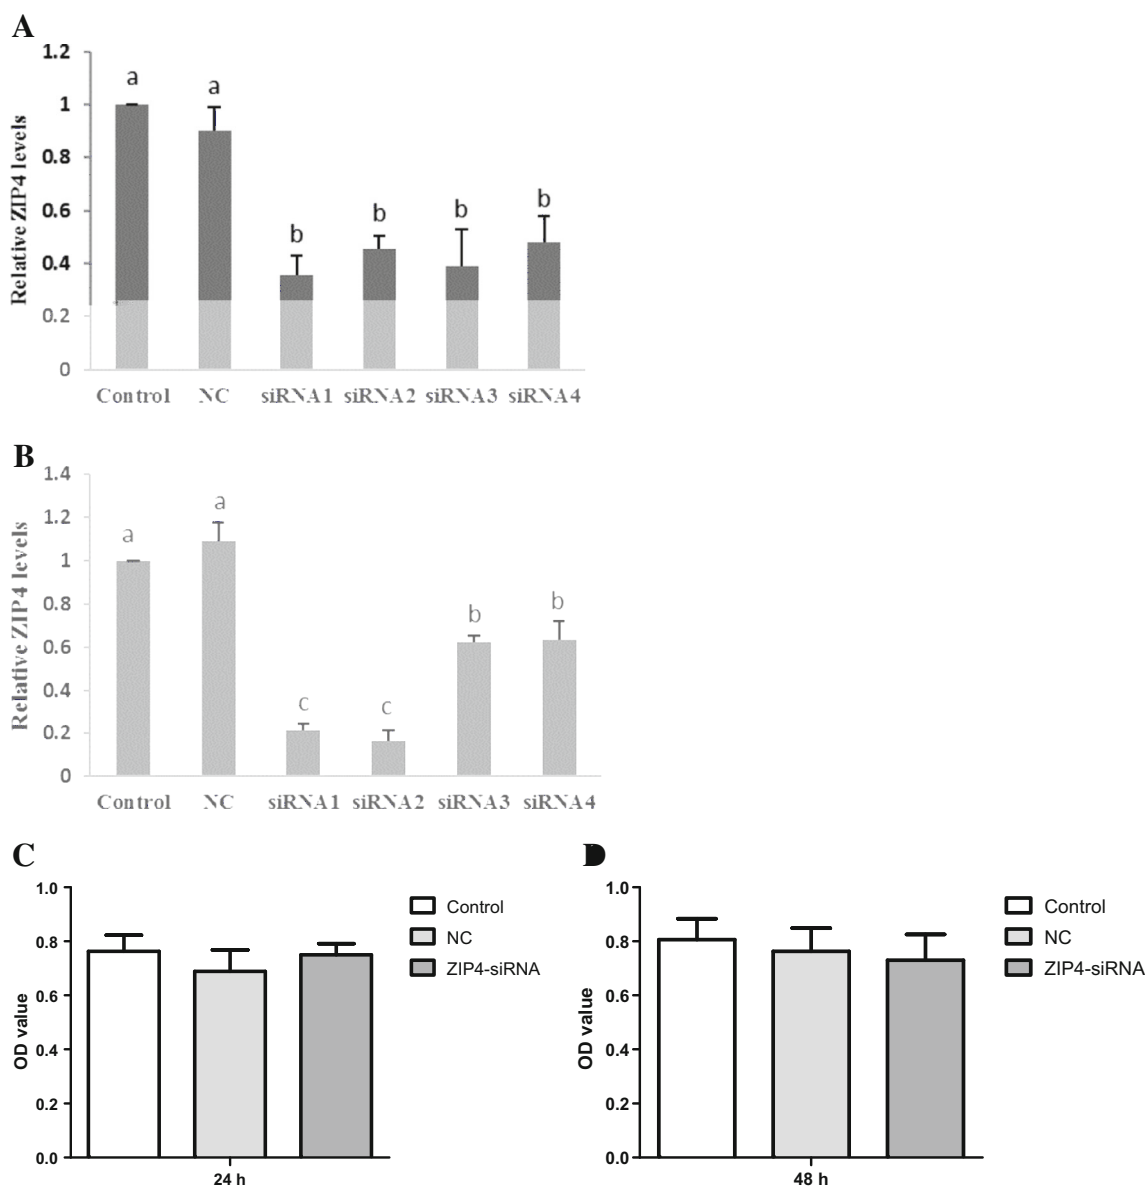 A
Relative ZIP4 levels
1.2
1
0.8
0.6
0.4
0.2
0
a
a
b
b
b
b
Control NC siRNA1 siRNA2 siRNA3 siRNA4
B
Relative ZIP4 levels
1.4
1.2
1
0.8
0.6
0.4
0.2
0
a
a
c
c
b
b
Control NC siRNA1 siRNA2 siRNA3 siRNA4
C
OD value
1.0
0.8
0.6
0.4
0.2
0.0
24 h
Control
NC
ZIP4-siRNA
D
OD value
1.0
0.8
0.6
0.4
0.2
0.0
48 h
Control
NC
ZIP4-siRNA